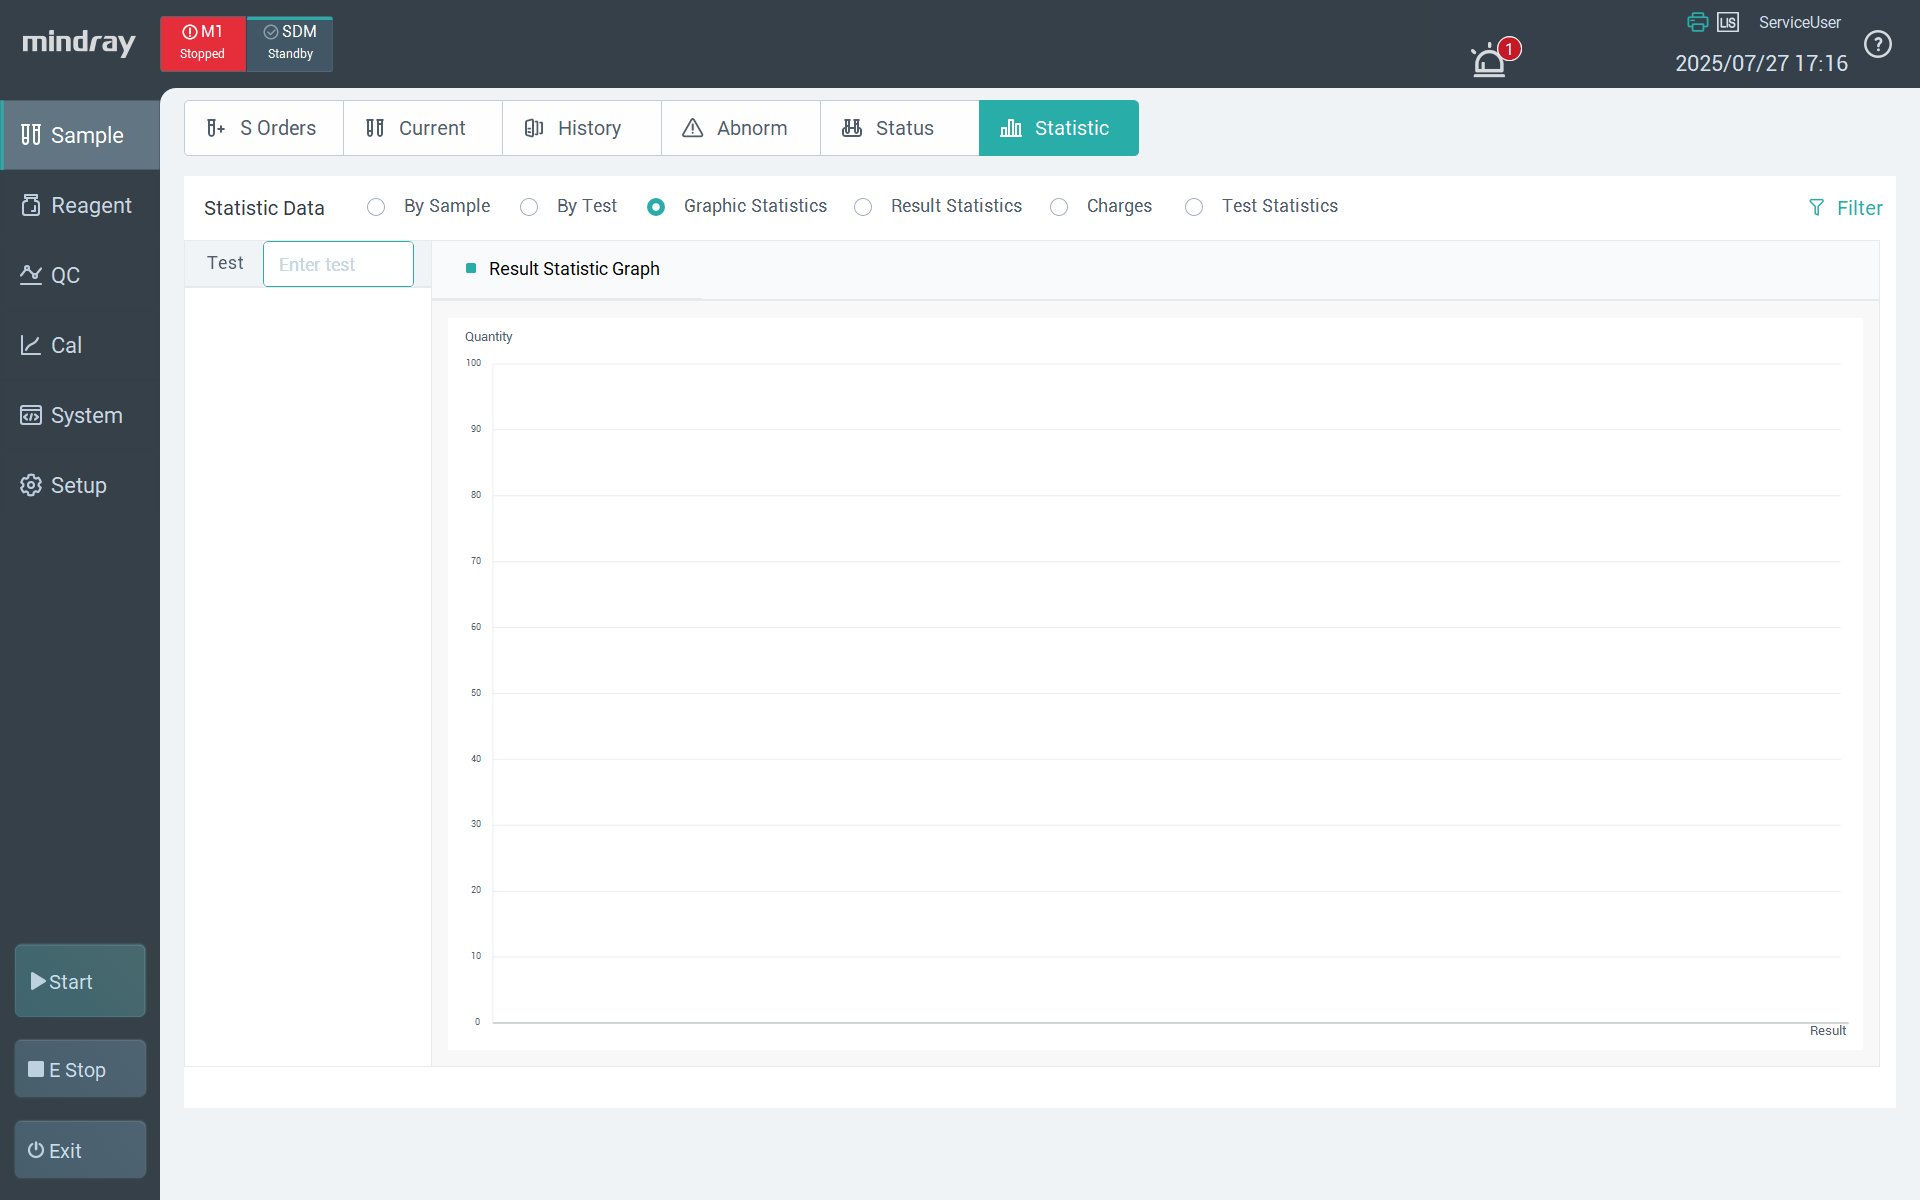 mindray
M1
Stopped
SDM
Standby
1
LIS
ServiceUser
2025/07/27 17:16
?
Sample
Reagent
QC
Cal
System
Setup
Start
E Stop
Exit
S Orders
Current
History
Abnorm
Status
Statistic
Statistic Data
By Sample
By Test
Graphic Statistics
Result Statistics
Charges
Test Statistics
Filter
Test
Enter test
Result Statistic Graph
Quantity
100
90
80
70
60
50
40
30
20
10
0
Result